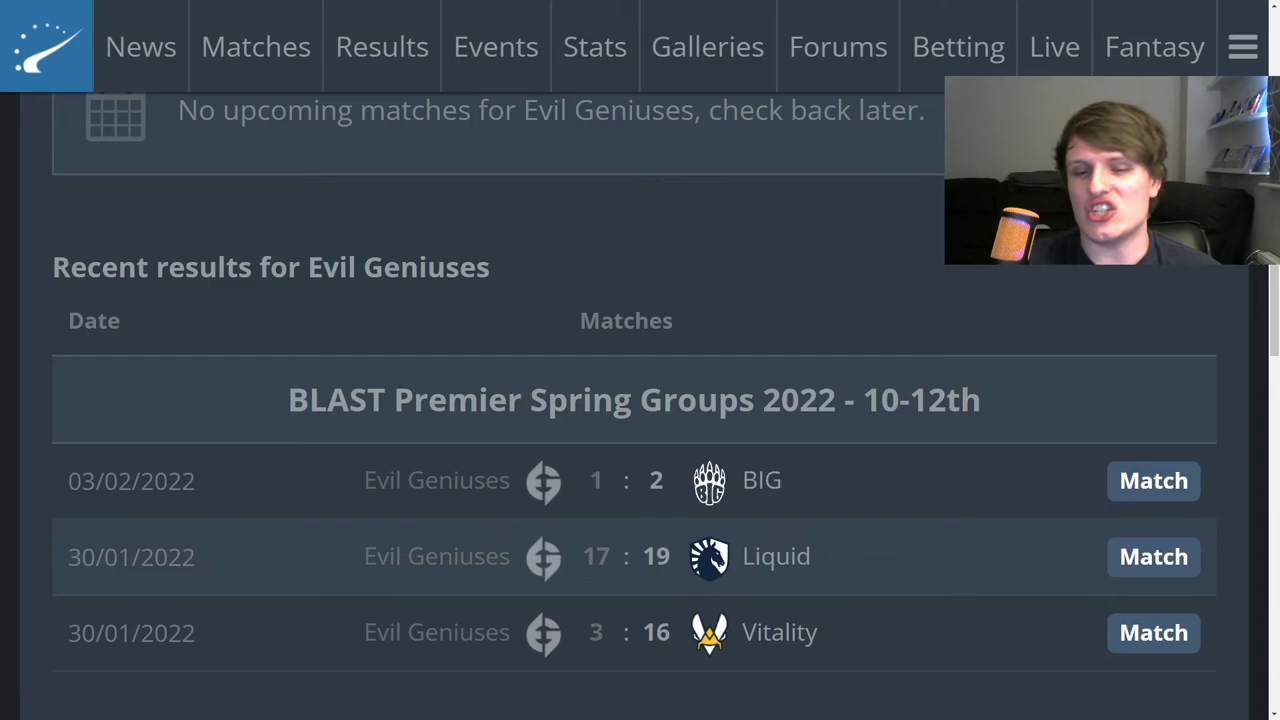 News Matches Results Events Stats Galleries Forums Betting Live Fantasy
No upcoming matches for Evil Geniuses, check back later.
Recent results for Evil Geniuses
Date Matches
BLAST Premier Spring Groups 2022 - 10-12th
03/02/2022 Evil Geniuses 1 : 2 BIG BIG Match
30/01/2022 Evil Geniuses 17 : 19 Liquid Match
30/01/2022 Evil Geniuses 3 : 16 Vitality Match